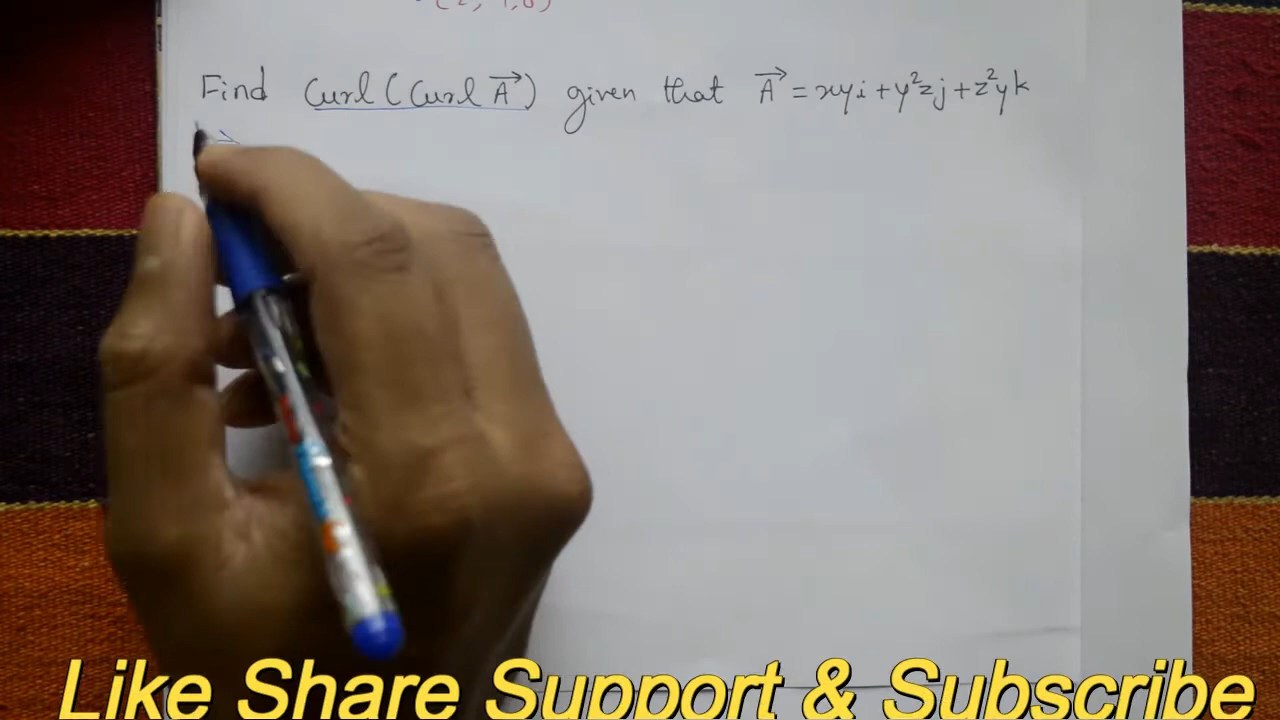 Find Curl (Curl A⃗) given that A⃗ = xyi + y²zj + z²yk
Like Share Support & Subscribe